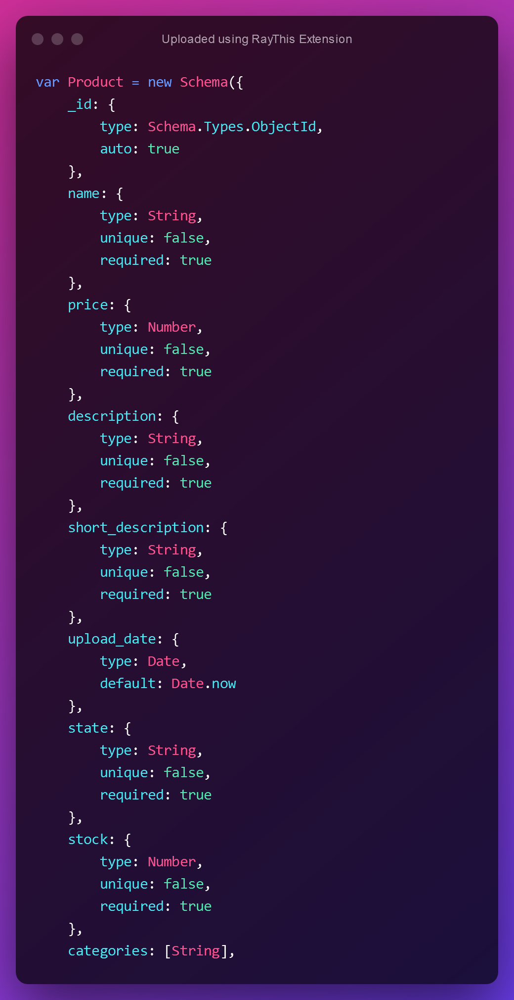 Uploaded using RayThis Extension
var Product = new Schema({
    _id: {
        type: Schema.Types.ObjectId,
        auto: true
    },
    name: {
        type: String,
        unique: false,
        required: true
    },
    price: {
        type: Number,
        unique: false,
        required: true
    },
    description: {
        type: String,
        unique: false,
        required: true
    },
    short_description: {
        type: String,
        unique: false,
        required: true
    },
    upload_date: {
        type: Date,
        default: Date.now
    },
    state: {
        type: String,
        unique: false,
        required: true
    },
    stock: {
        type: Number,
        unique: false,
        required: true
    },
    categories: [String],